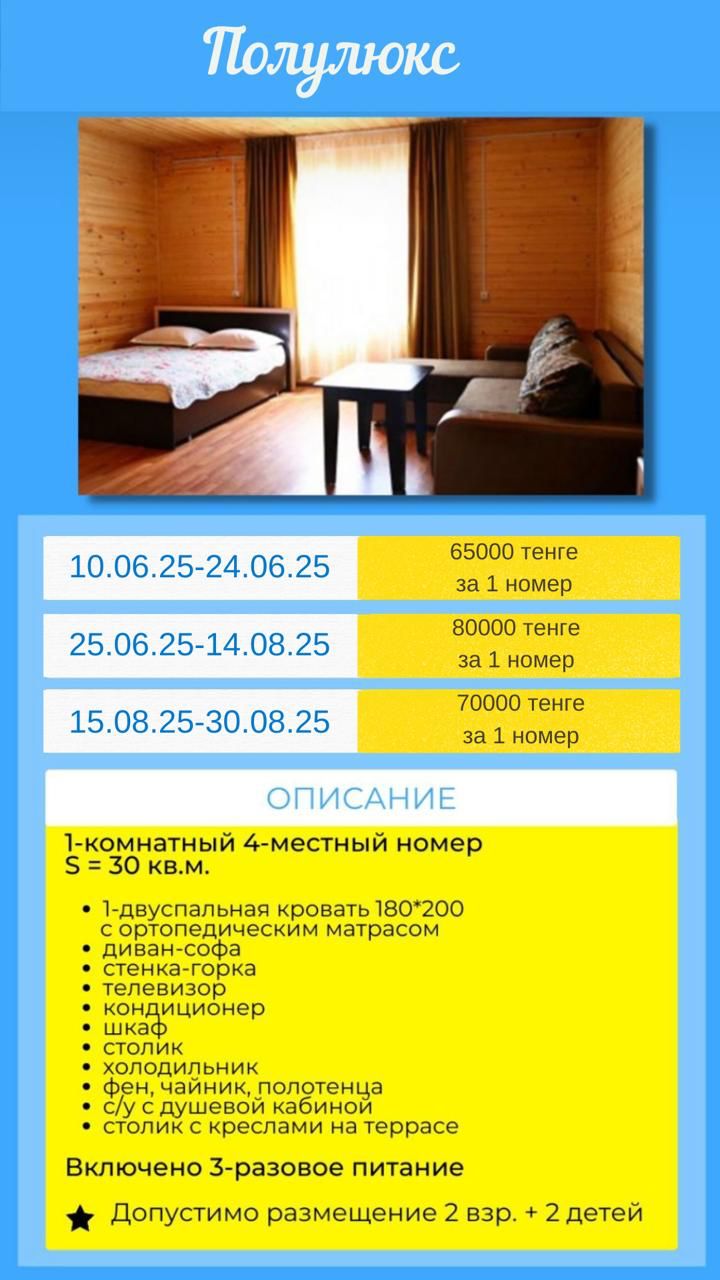 Полулюкс
10.06.25-24.06.25
65000 тенге
за 1 номер
25.06.25-14.08.25
80000 тенге
за 1 номер
15.08.25-30.08.25
70000 тенге
за 1 номер
ОПИСАНИЕ
1-комнатный 4-местный номер
S = 30 кв.м.
• 1-двуспальная кровать 180*200
с ортопедическим матрасом
• диван-софа
• стенка-горка
• телевизор
• кондиционер
• шкаф
• столик
• холодильник
• фен, чайник, полотенца
• с/у с душевой кабиной
• столик с креслами на террасе
Включено 3-разовое питание
★ Допустимо размещение 2 взр. + 2 детей